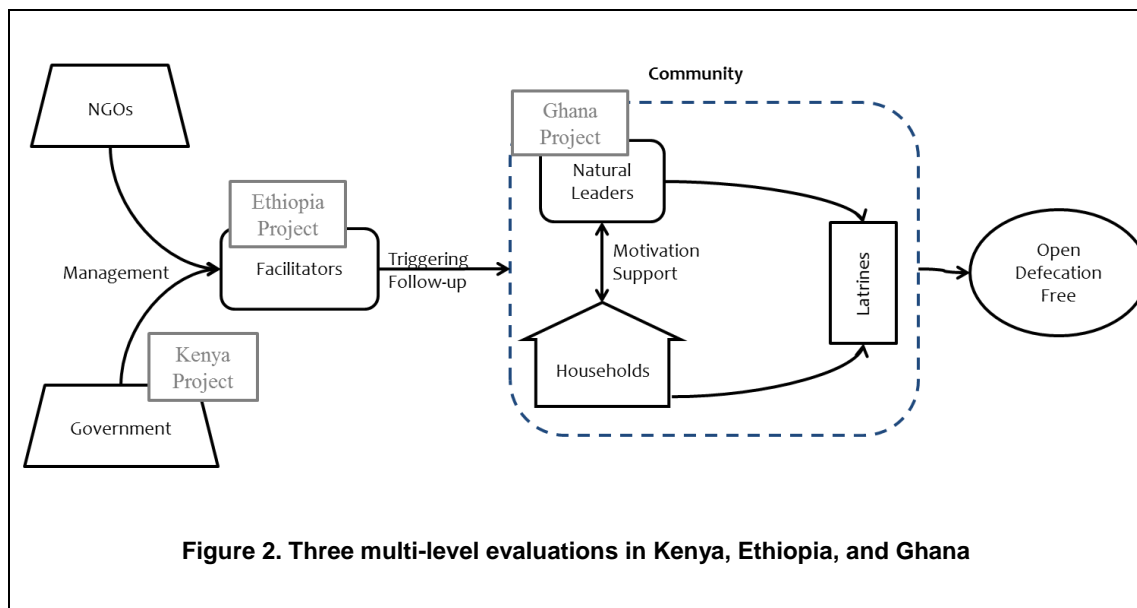 NGOs
Ethiopia
Project
Management
Facilitators
Triggering
Follow-up
Kenya
Project
Government
Community
Ghana
Project
Natural
Leaders
Motivation
Support
Households
Latrines
Open
Defecation
Free
Figure 2. Three multi-level evaluations in Kenya, Ethiopia, and Ghana